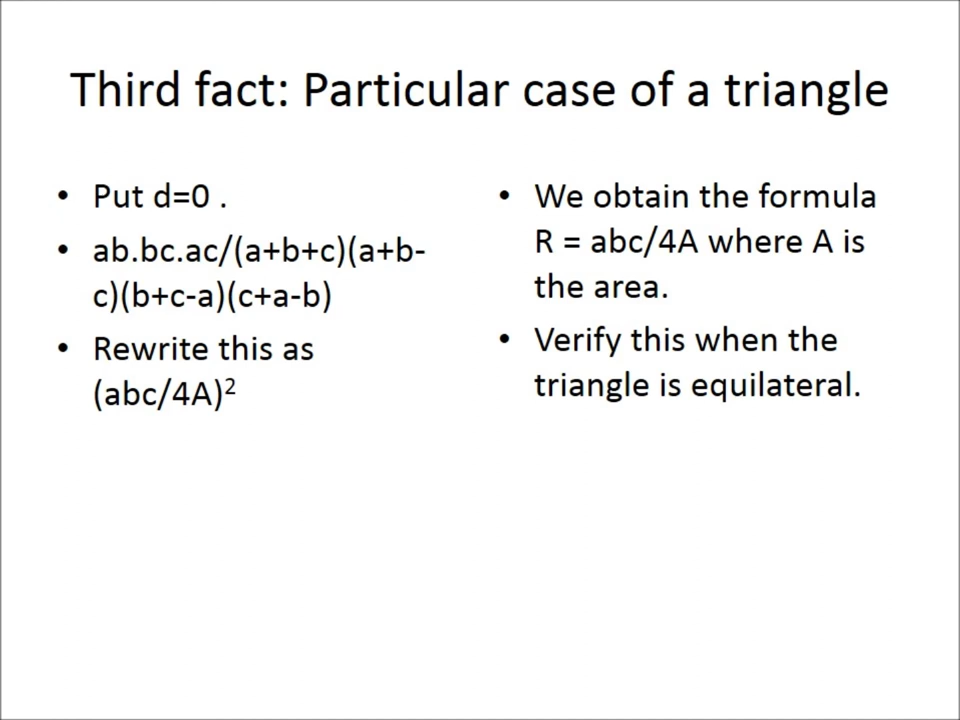 Third fact: Particular case of a triangle
• Put d=0 .
• ab.bc.ac/(a+b+c)(a+b-
c)(b+c-a)(c+a-b)
• Rewrite this as
(abc/4A)²
• We obtain the formula
R = abc/4A where A is
the area.
• Verify this when the
triangle is equilateral.